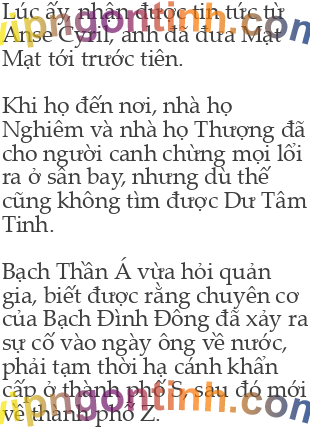 Lúc ấy, nhận được tin tức từ
Anse Cyril, anh đã đưa Mạt
Mạt tới trước tiên.
Khi họ đến nơi, nhà họ
Nghiêm và nhà họ Thượng đã
cho người canh chừng mọi lối
ra ở sân bay, nhưng dù thế
cũng không tìm được Dư Tâm
Tinh.
Bạch Thần Á vừa hỏi quản
gia, biết được rằng chuyên cơ
của Bạch Đình Đông đã xảy ra
sự cố vào ngày ông về nước,
phải tạm thời hạ cánh khẩn
cấp ở thành phố S, sau đó mới
về thành phố Z.